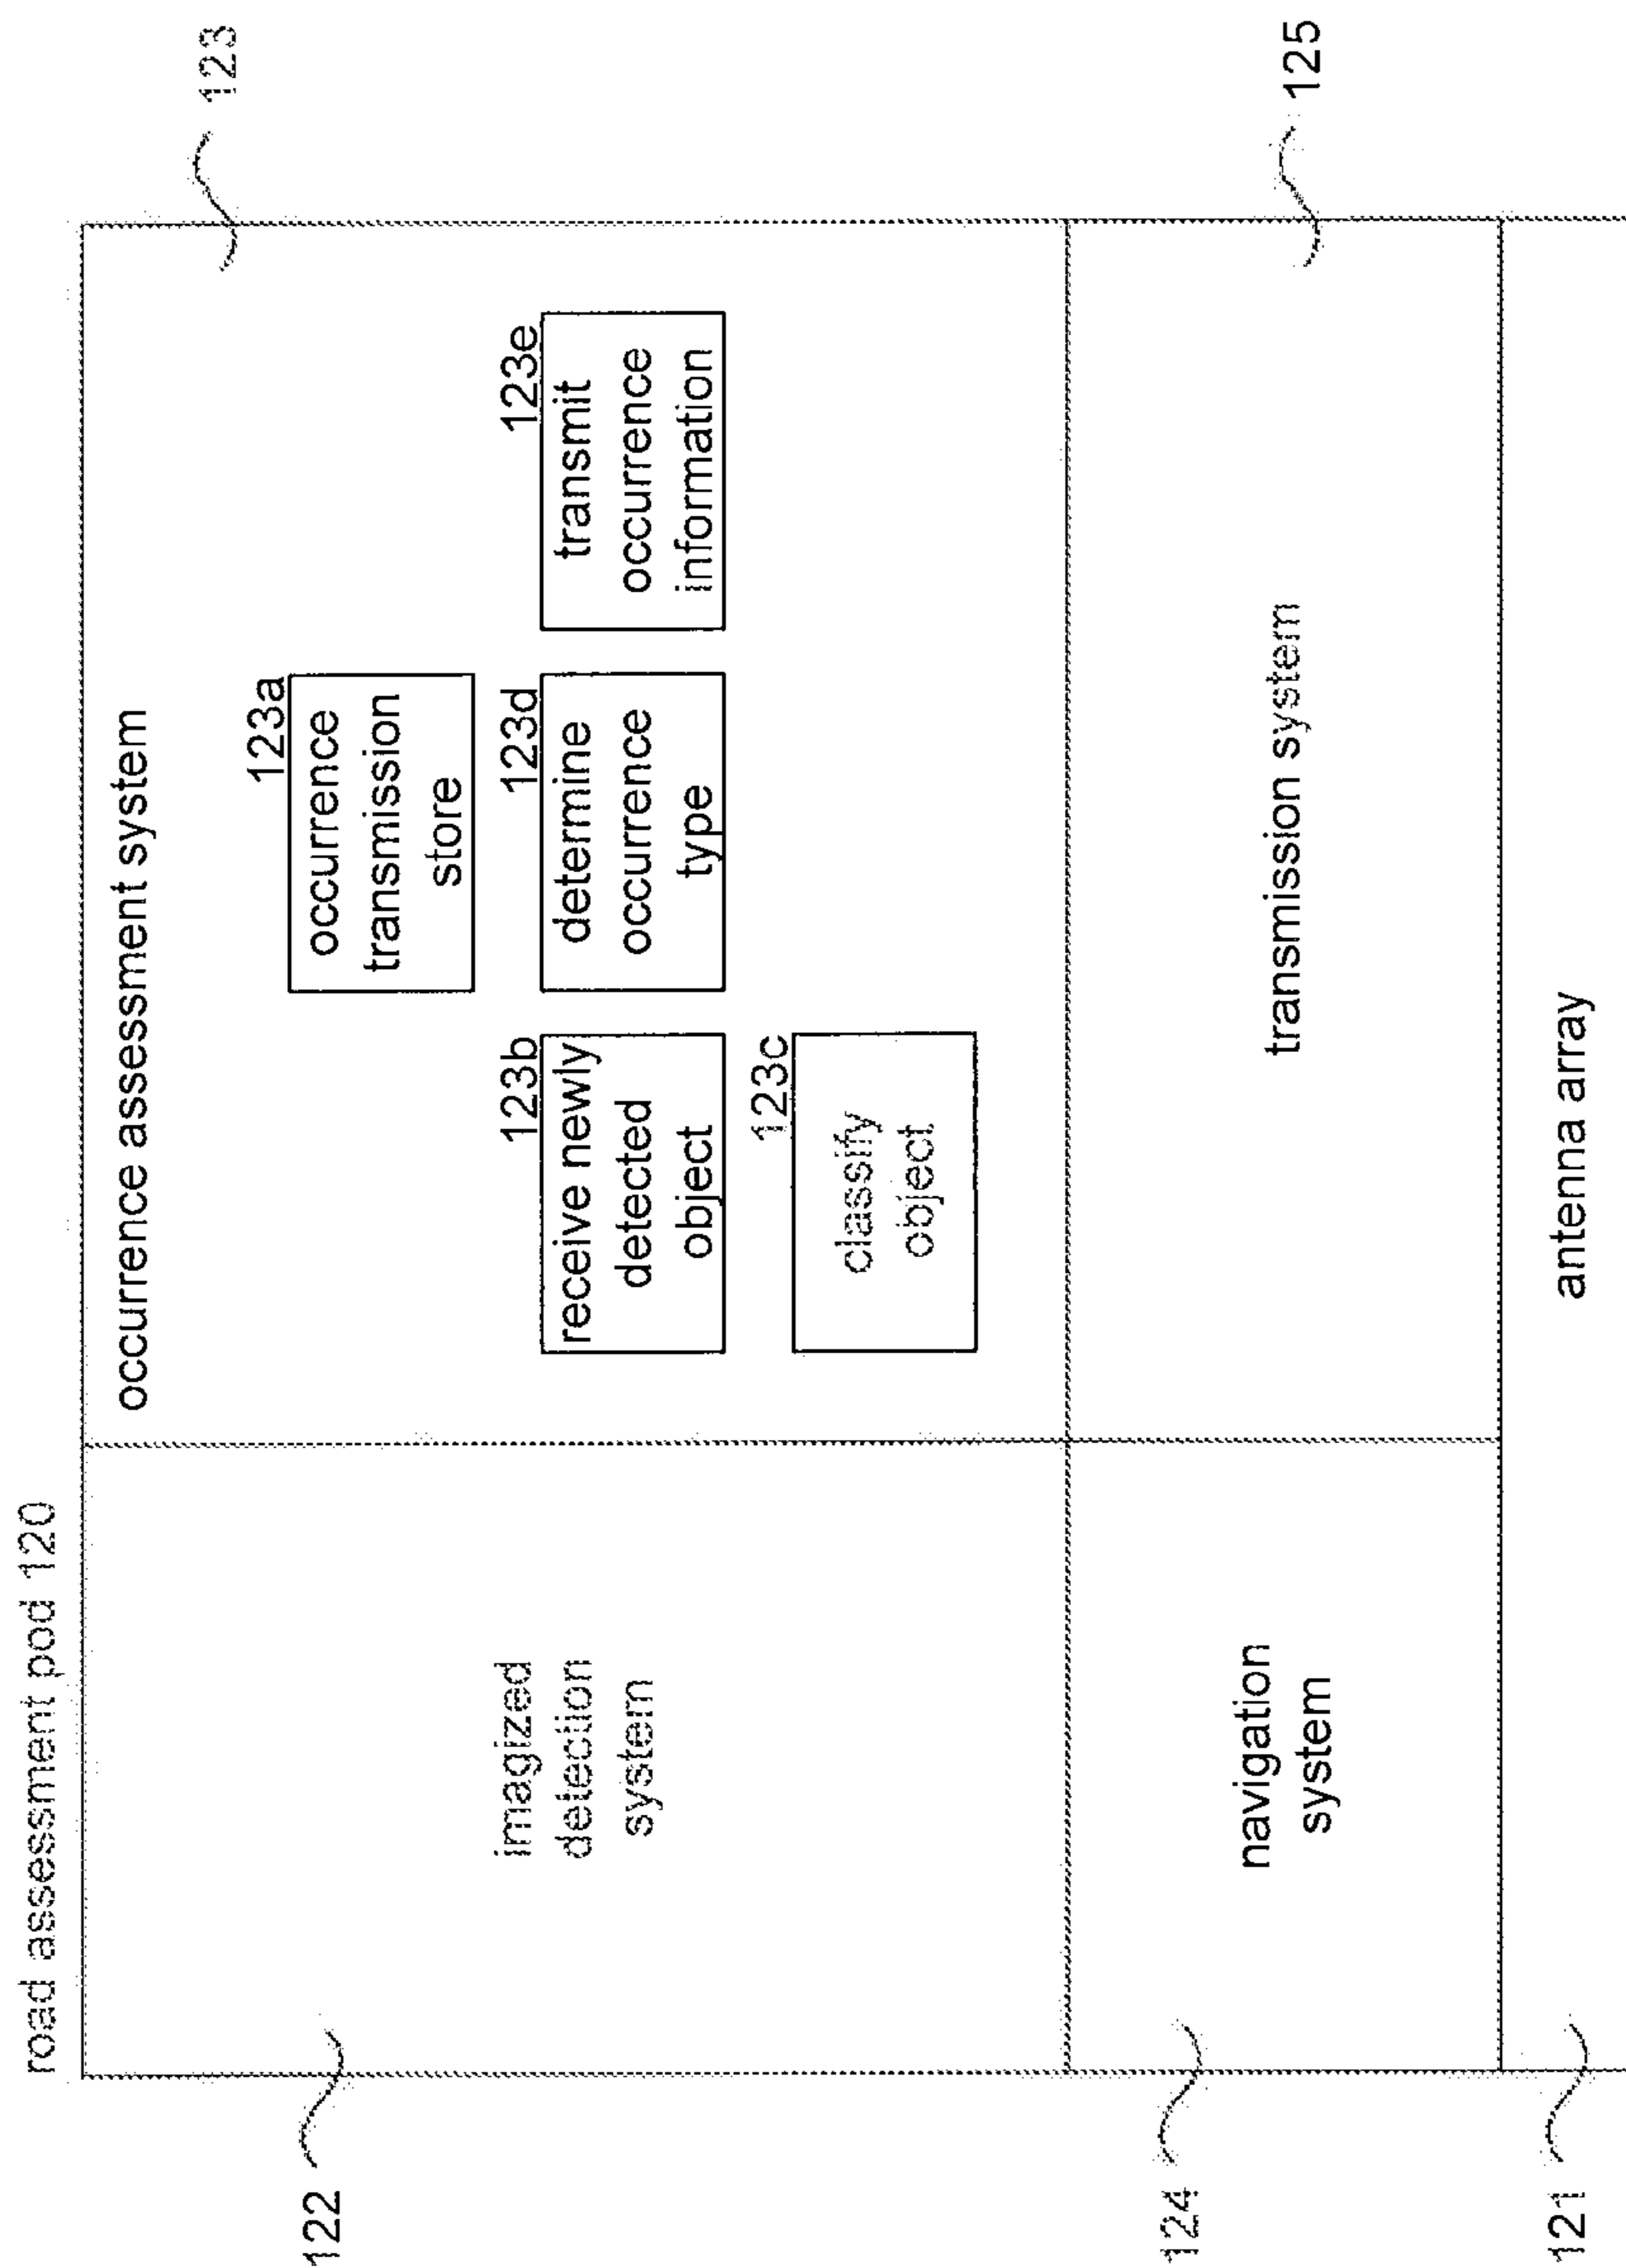 road assessment pod 120
122
imagized
detection
system
occurrence assessment system
123
123a
occurrence
transmission
store
123b
receive newly
detected
object
123d
determine
occurrence
type
123e
transmit
occurrence
information
123c
classify
object
124
navigation
system
transmission system
125
121
antenna array